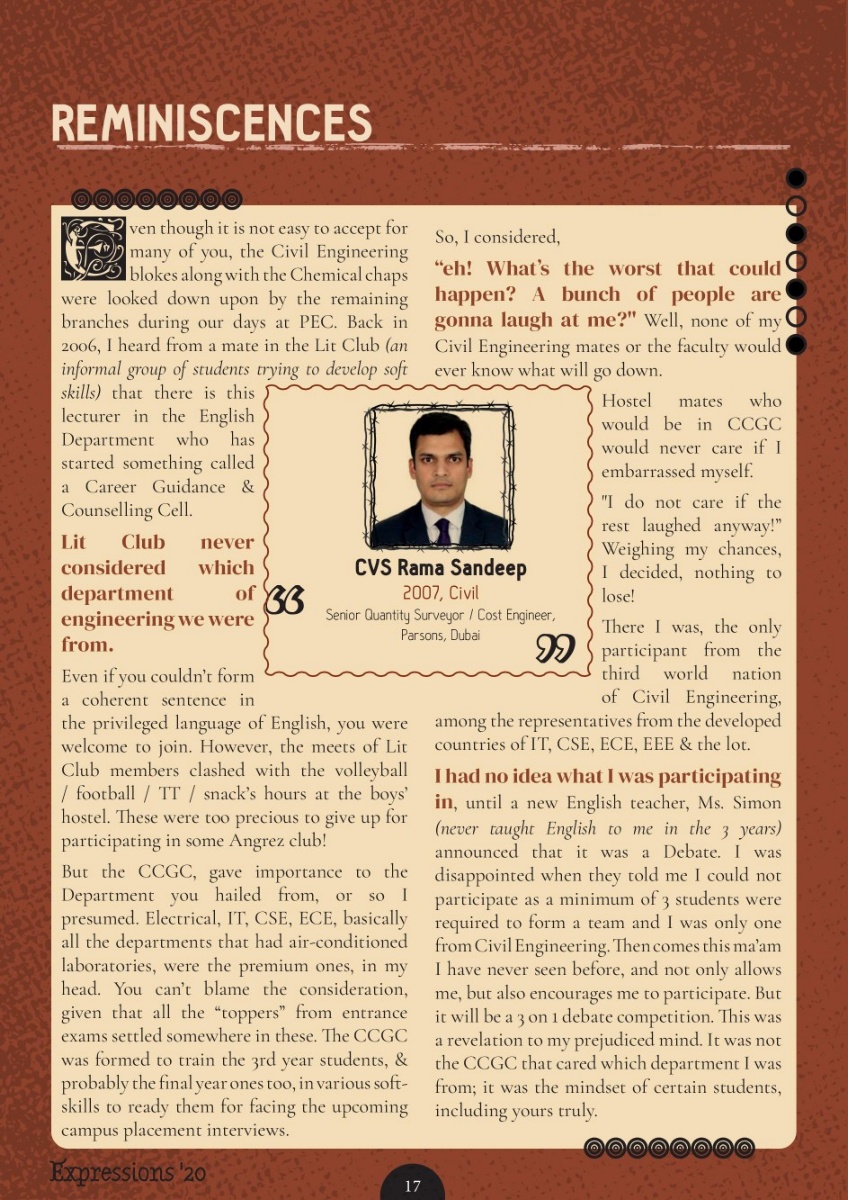 REMINISCENCES
Even though it is not easy to accept for
many of you, the Civil Engineering
blokes along with the Chemical chaps
were looked down upon by the remaining
branches during our days at PEC. Back in
2006, I heard from a mate in the Lit Club (an
informal group of students trying to develop soft
skills) that there is this
lecturer in the English
Department who has
started something called
a Career Guidance &
Counselling Cell.
Lit Club never
considered which
department of
engineering we were
from.
Even if you couldn't form
a coherent sentence in
the privileged language of English, you were
welcome to join. However, the meets of Lit
Club members clashed with the volleyball
/ football / TT / snack's hours at the boys'
hostel. These were too precious to give up for
participating in some Angrez club!
But the CCGC, gave importance to the
Department you hailed from, or so I
presumed. Electrical, IT, CSE, ECE, basically
all the departments that had air-conditioned
laboratories, were the premium ones, in my
head. You can't blame the consideration,
given that all the “toppers” from entrance
exams settled somewhere in these. The CCGC
was formed to train the 3rd year students, &
probably the final year ones too, in various soft-
skills to ready them for facing the upcoming
campus placement interviews.
“
CVS Rama Sandeep
2007, Civil
Senior Quantity Surveyor / Cost Engineer,
Parsons, Dubai
”
So, I considered,
“eh! What's the worst that could
happen? A bunch of people are
gonna laugh at me?" Well, none of my
Civil Engineering mates or the faculty would
ever know what will go down.
Hostel mates who
would be in CCGC
would never care if I
embarrassed myself.
"I do not care if the
rest laughed anyway!”
Weighing my chances,
I decided, nothing to
lose!
There I was, the only
participant from the
third world nation
of Civil Engineering,
among the representatives from the developed
countries of IT, CSE, ECE, EEE & the lot.
I had no idea what I was participating
in, until a new English teacher, Ms. Simon
(never taught English to me in the 3 years)
announced that it was a Debate. I was
disappointed when they told me I could not
participate as a minimum of 3 students were
required to form a team and I was only one
from Civil Engineering. Then comes this ma'am
I have never seen before, and not only allows
me, but also encourages me to participate. But
it will be a 3 on 1 debate competition. This was
a revelation to my prejudiced mind. It was not
the CCGC that cared which department I was
from; it was the mindset of certain students,
including yours truly.
Expressions '20
17